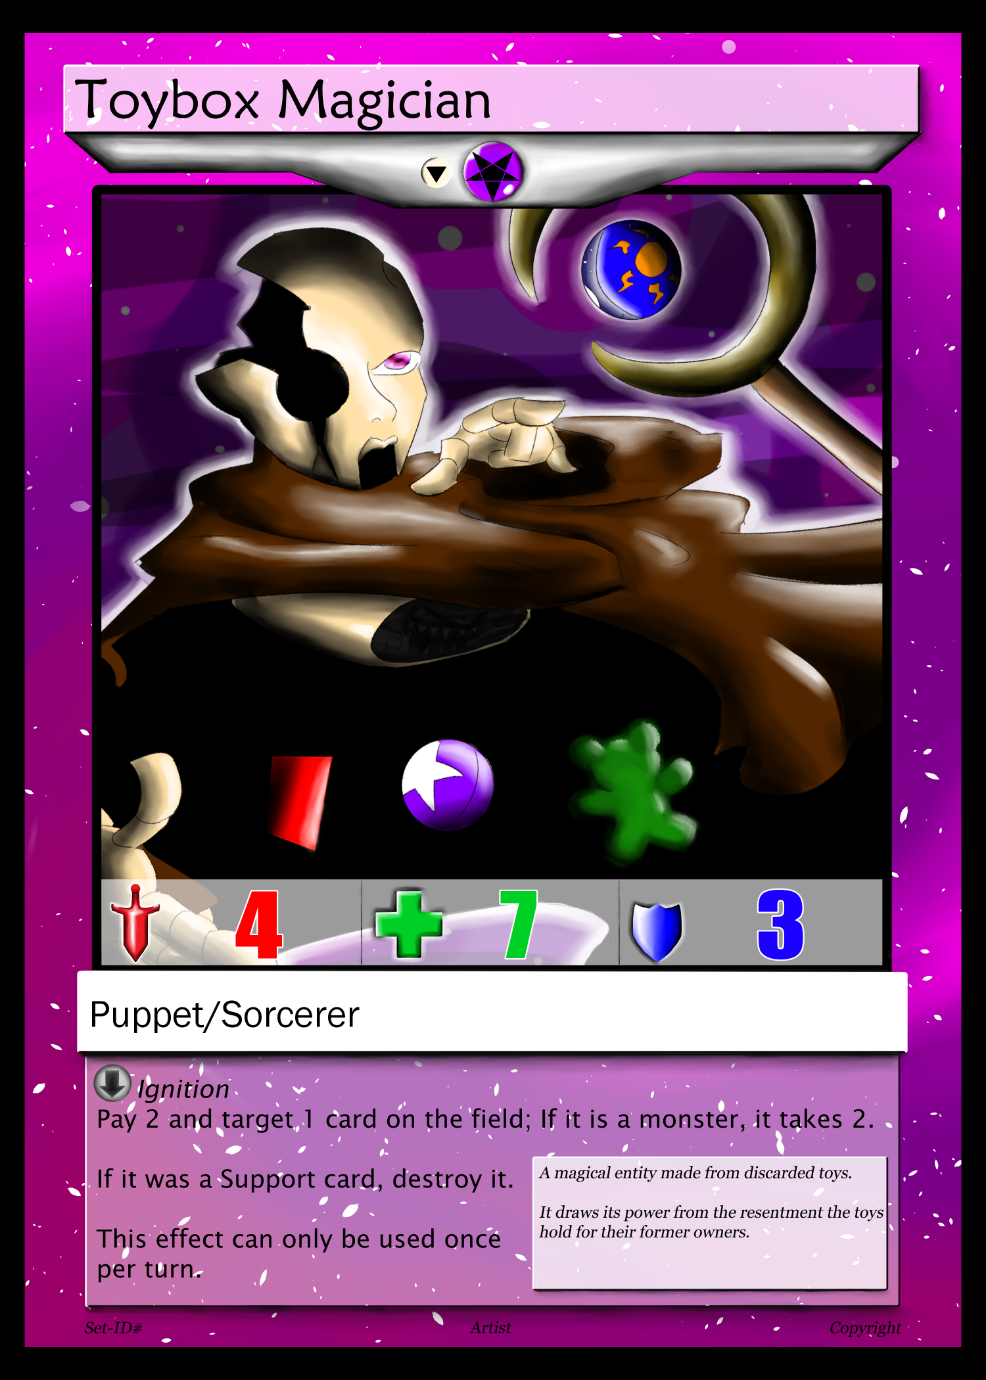 Toybox Magician
4 7 3
Puppet/Sorcerer
Ignition
Pay 2 and target 1 card on the field; If it is a monster, it takes 2.
If it was a Support card, destroy it.
This effect can only be used once
per turn.
A magical entity made from discarded toys.
It draws its power from the resentment the toys
hold for their former owners.
Set-ID# Artist Copyright